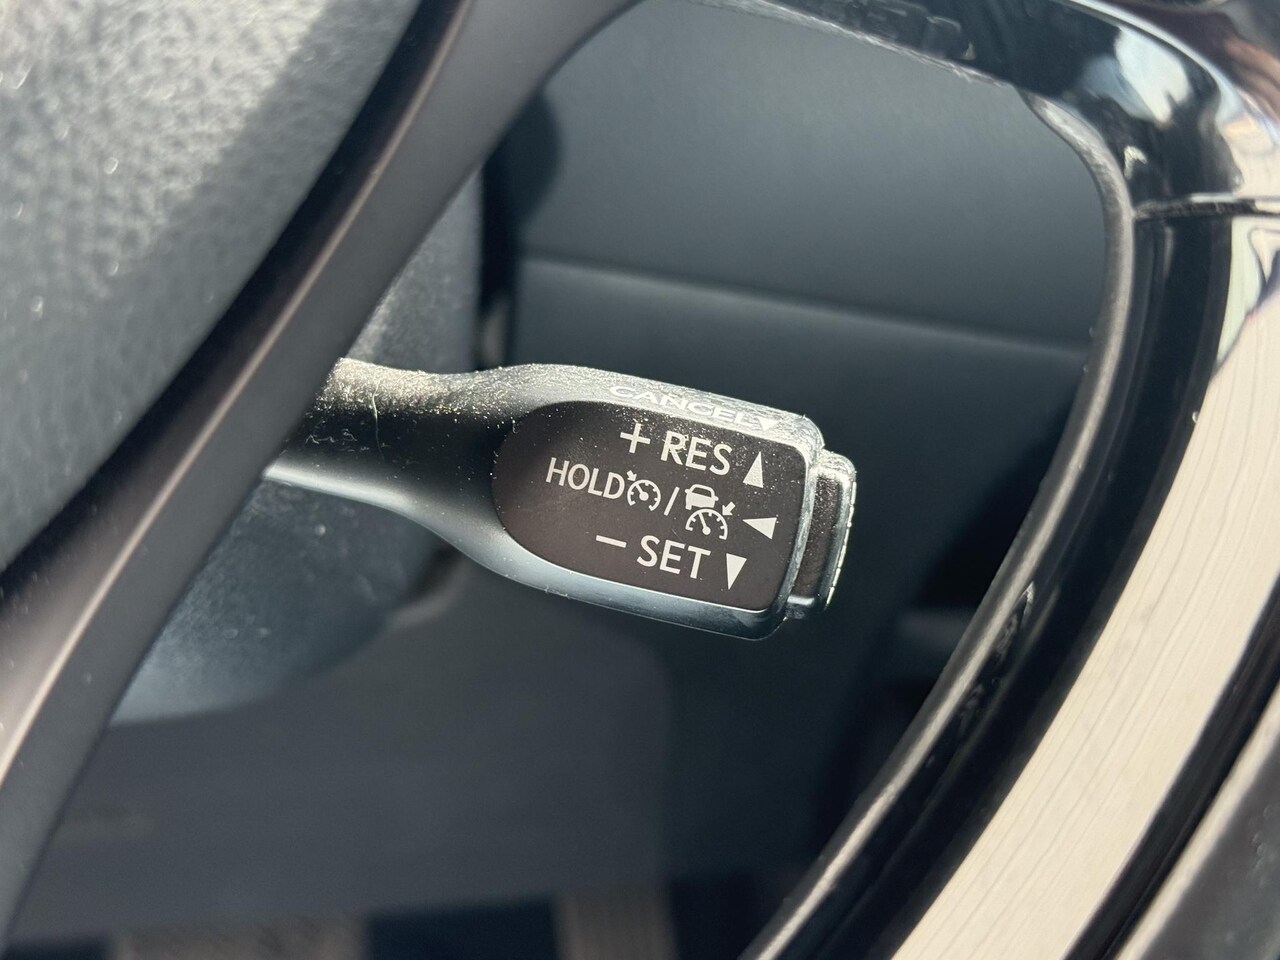 CANCEL
+ RES
HOLD /
− SET